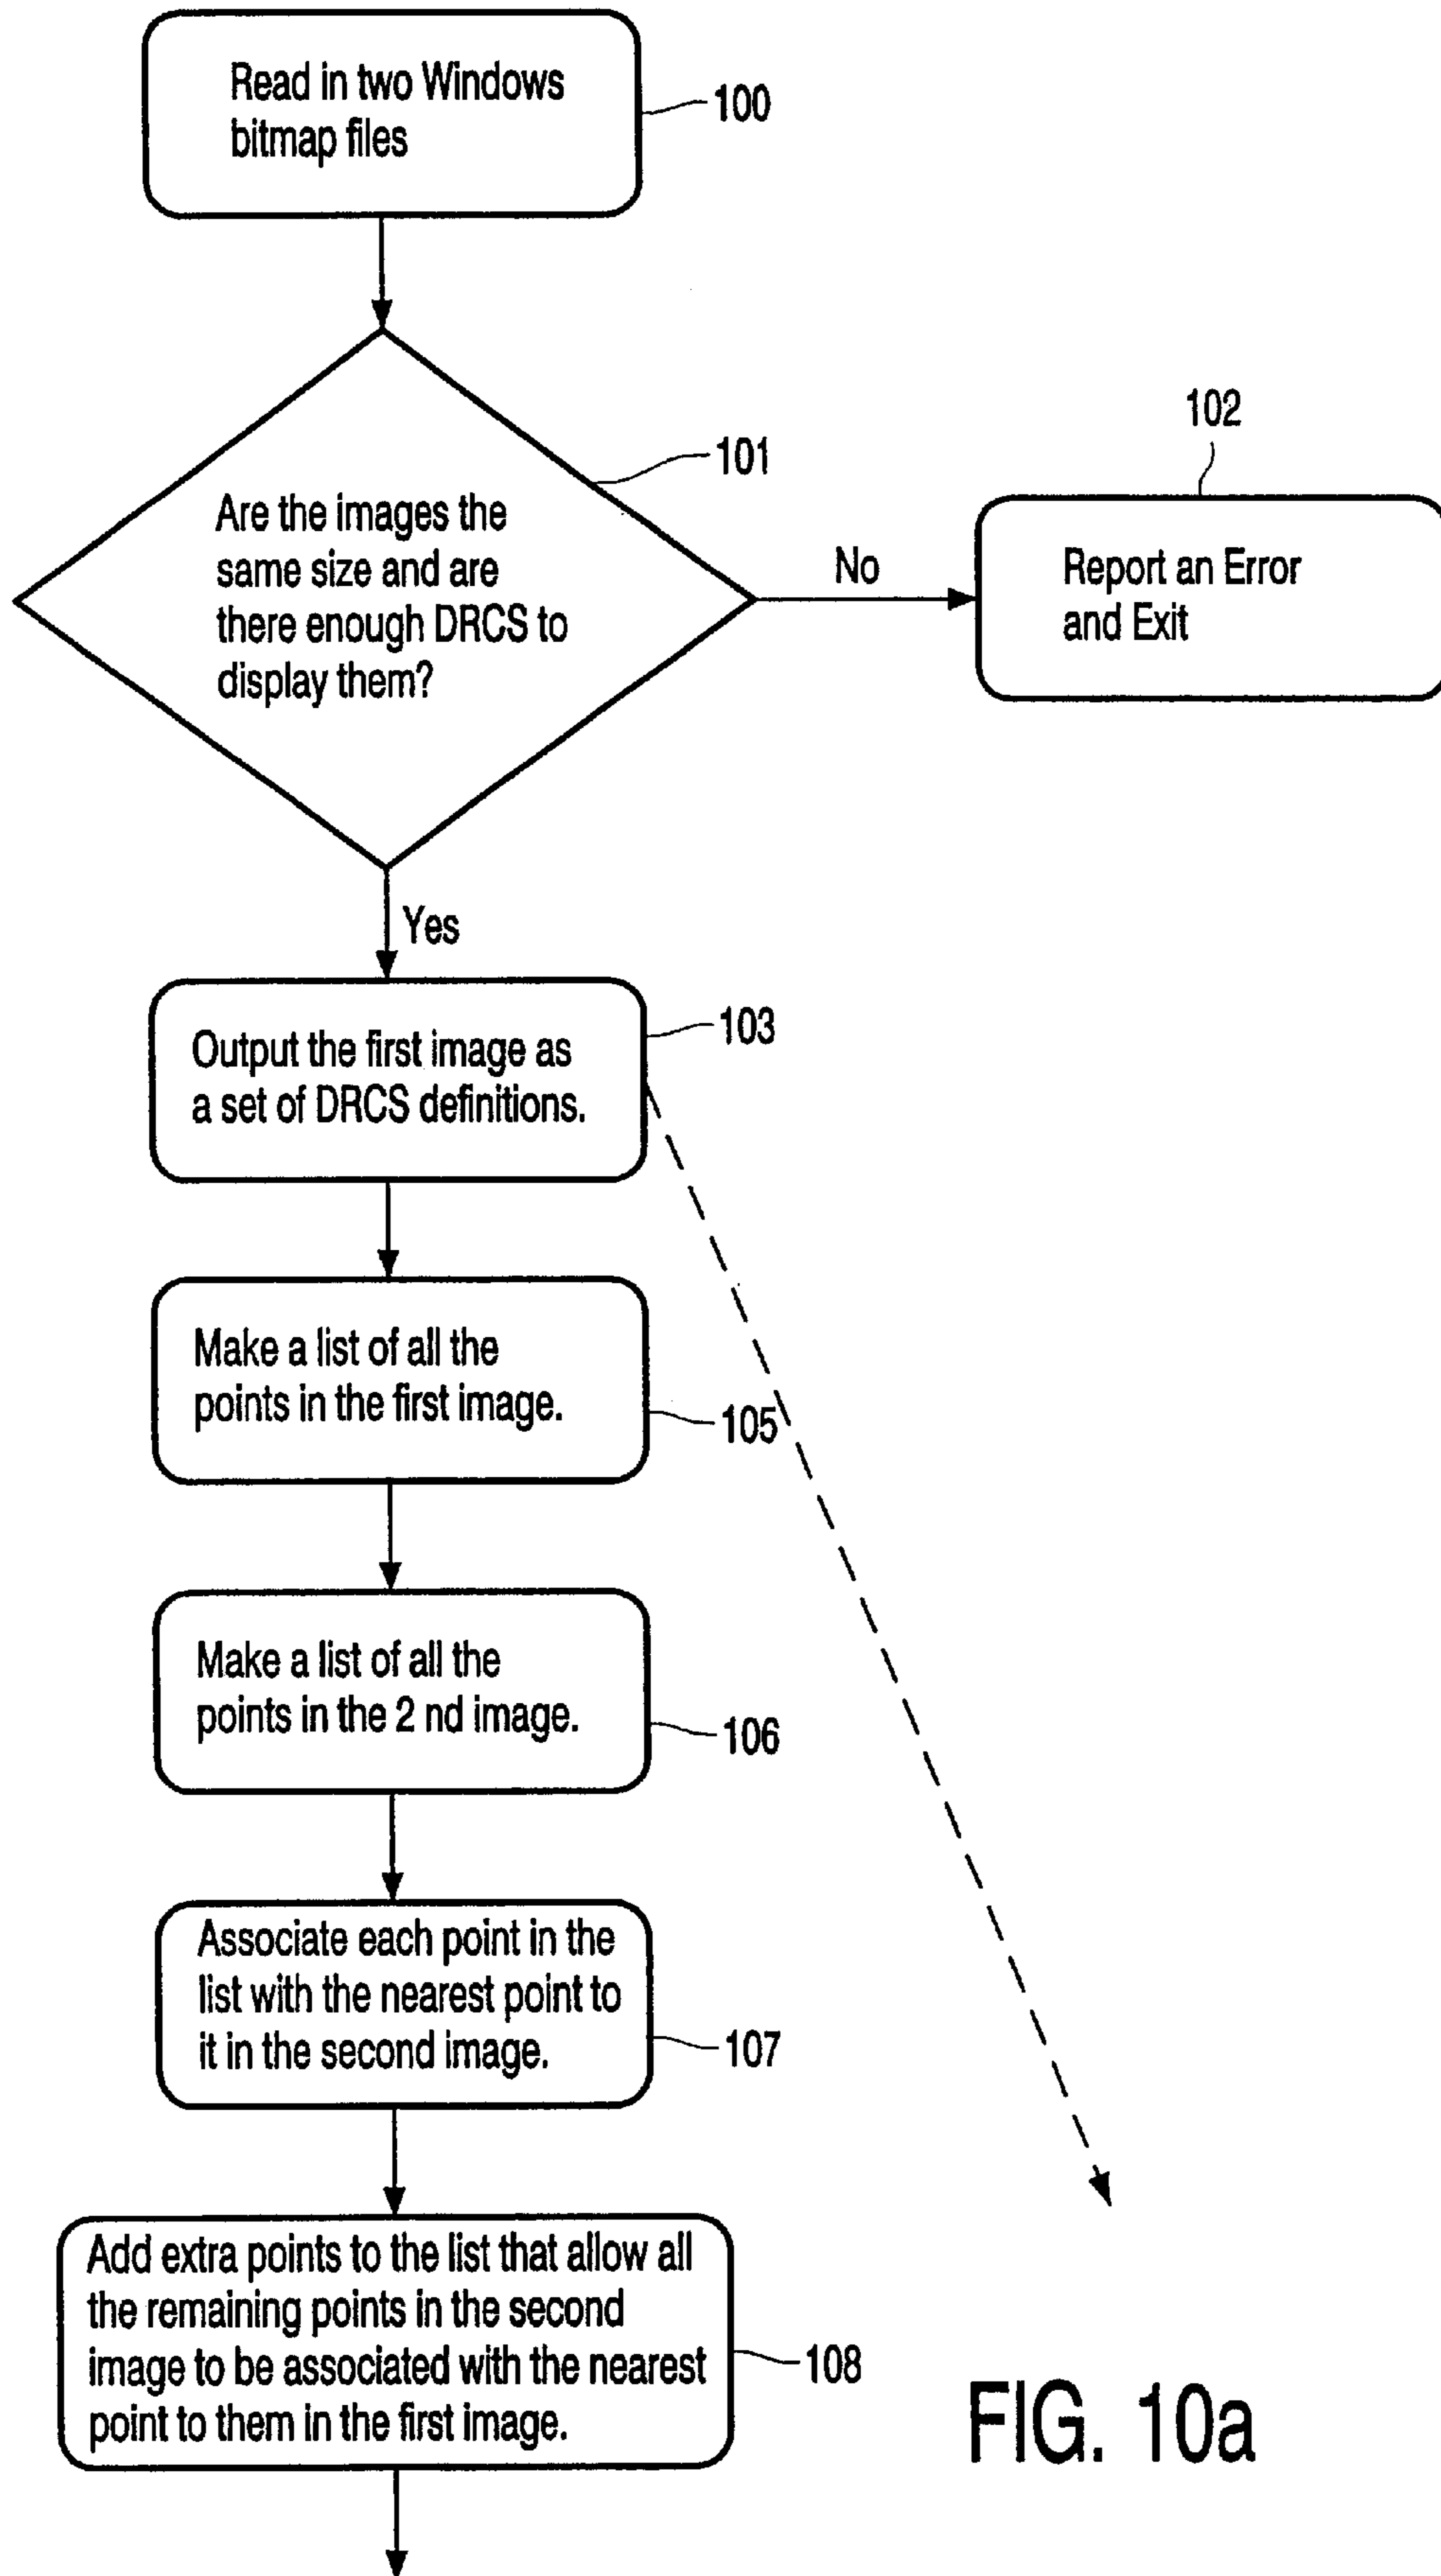 Read in two Windows
bitmap files
100
Are the images the
same size and are
there enough DRCS to
display them?
101
No
102
Report an Error
and Exit
Yes
Output the first image as
a set of DRCS definitions.
103
Make a list of all the
points in the first image.
105
Make a list of all the
points in the 2 nd image.
106
Associate each point in the
list with the nearest point to
it in the second image.
107
Add extra points to the list that allow all
the remaining points in the second
image to be associated with the nearest
point to them in the first image.
108
FIG. 10a